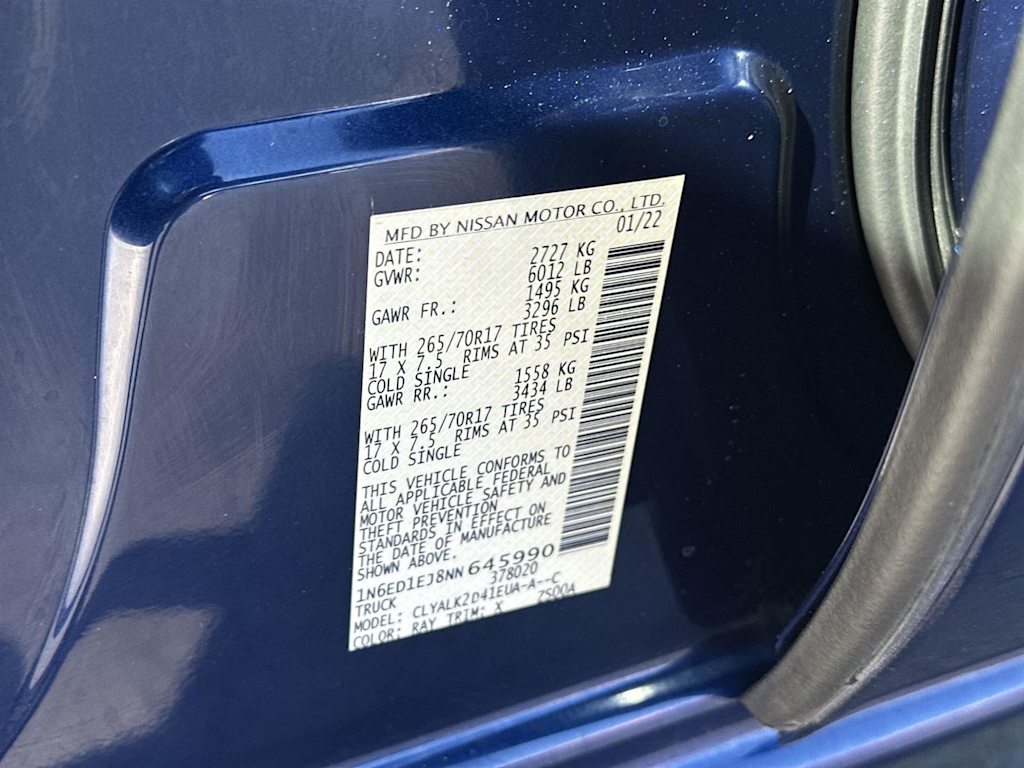 MFD BY NISSAN MOTOR CO., LTD.
DATE: 01/22
GVWR: 2727 KG
6012 LB
GAWR FR.: 1495 KG
3296 LB
WITH 265/70R17 TIRES
17 X 7.5 RIMS AT 35 PSI
COLD SINGLE
GAWR RR.: 1558 KG
3434 LB
WITH 265/70R17 TIRES
17 X 7.5 RIMS AT 35 PSI
COLD SINGLE
THIS VEHICLE CONFORMS TO
ALL APPLICABLE FEDERAL
MOTOR VEHICLE SAFETY AND
THEFT PREVENTION
STANDARDS IN EFFECT ON
THE DATE OF MANUFACTURE
SHOWN ABOVE.
1N6ED1EJ8NN645990
TRUCK 378020
MODEL: CLYALK2D41EUA-A--C
COLOR: RAY TRIM: X ZS00A